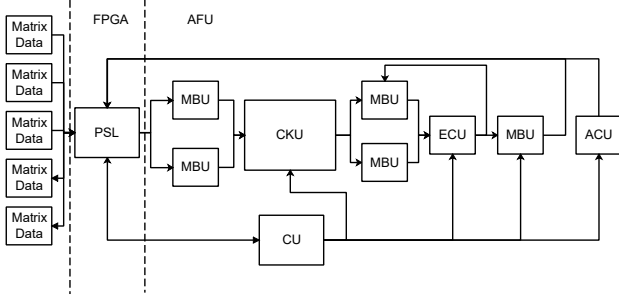 FPGA
AFU
Matrix
Data
Matrix
Data
Matrix
Data
Matrix
Data
Matrix
Data
PSL
MBU
MBU
CKU
MBU
MBU
ECU
MBU
ACU
CU